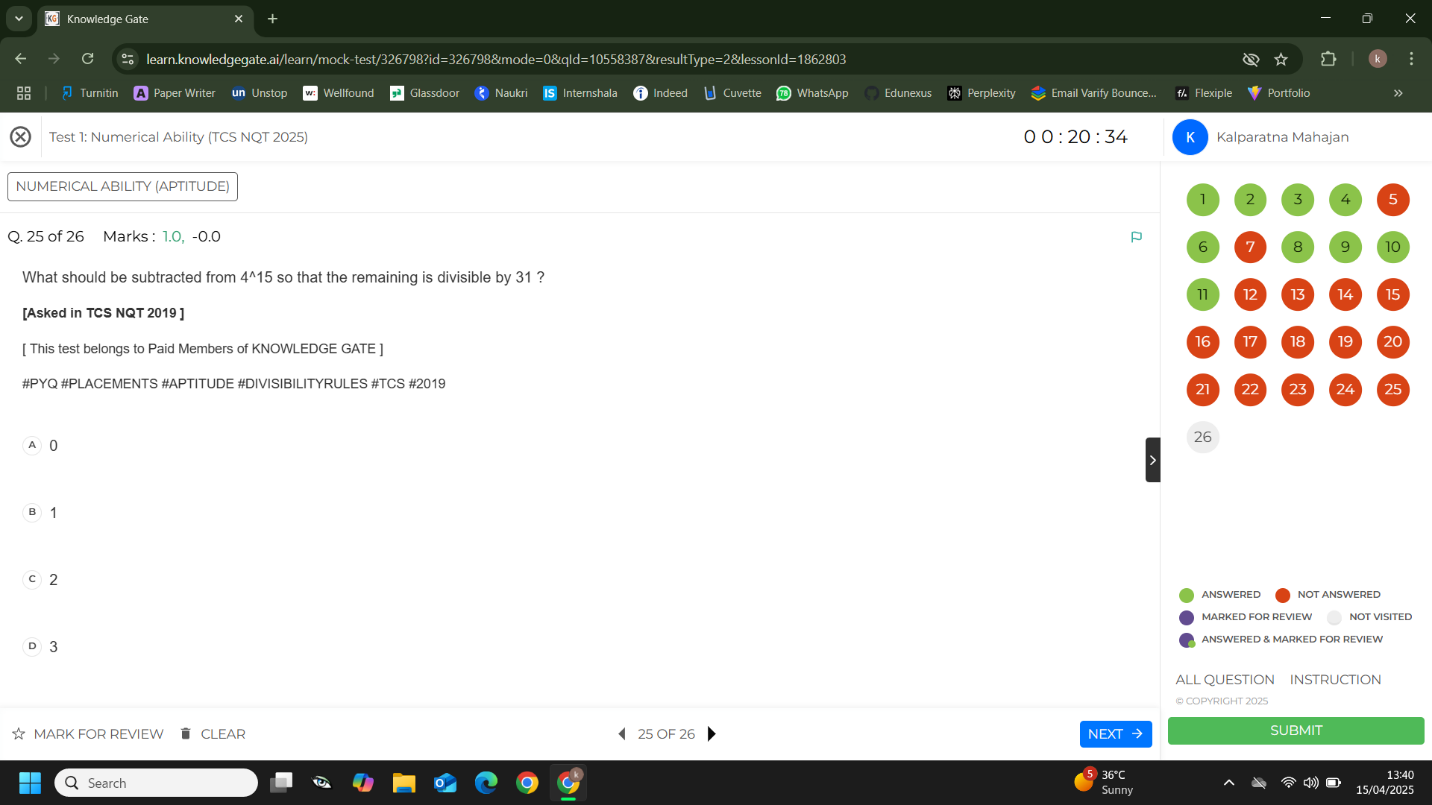 Knowledge Gate
learn.knowledgegate.ai/learn/mock-test/326798?id=326798&mode=0&qId=10558387&resultType=2&lessonId=1862803
k
Turnitin
Paper Writer
Unstop
Wellfound
Glassdoor
Naukri
Internshala
Indeed
Cuvette
WhatsApp
Edunexus
Perplexity
Email Varify Bounce...
Flexiple
Portfolio
Test 1: Numerical Ability (TCS NQT 2025)
0 0 : 20 : 34
K Kalparatna Mahajan
NUMERICAL ABILITY (APTITUDE)
Q. 25 of 26 Marks : 1.0, -0.0
What should be subtracted from 4^15 so that the remaining is divisible by 31 ?
[Asked in TCS NQT 2019 ]
[ This test belongs to Paid Members of KNOWLEDGE GATE ]
#PYQ #PLACEMENTS #APTITUDE #DIVISIBILITYRULES #TCS #2019
A 0
B 1
C 2
D 3
MARK FOR REVIEW
CLEAR
25 OF 26
NEXT
1 2 3 4 5
6 7 8 9 10
11 12 13 14 15
16 17 18 19 20
21 22 23 24 25
26
ANSWERED
NOT ANSWERED
MARKED FOR REVIEW
NOT VISITED
ANSWERED & MARKED FOR REVIEW
ALL QUESTION
INSTRUCTION
© COPYRIGHT 2025
SUBMIT
Search
5
36°C
Sunny
13:40
15/04/2025